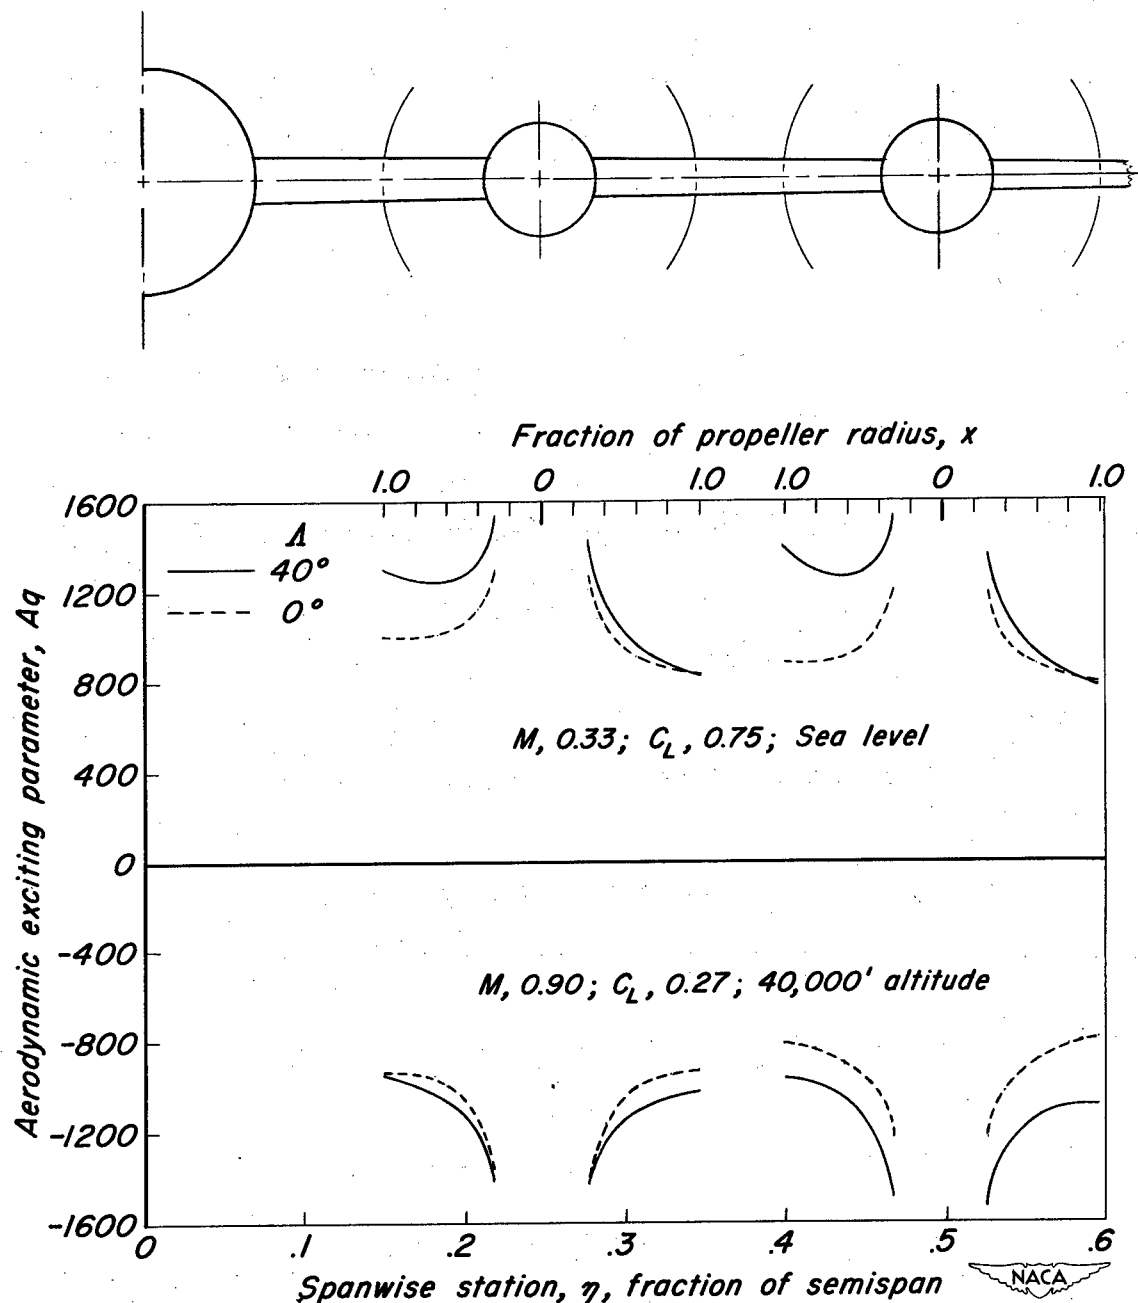 Fraction of propeller radius, x
1.0 0 1.0 1.0 0 1.0
1600
1200
800
400
0
-400
-800
-1200
-1600
Λ
40°
0°
Aerodynamic exciting parameter, Aq
M, 0.33; C_L, 0.75; Sea level
M, 0.90; C_L, 0.27; 40,000' altitude
0 .1 .2 .3 .4 .5 .6
Spanwise station, η, fraction of semispan
NACA